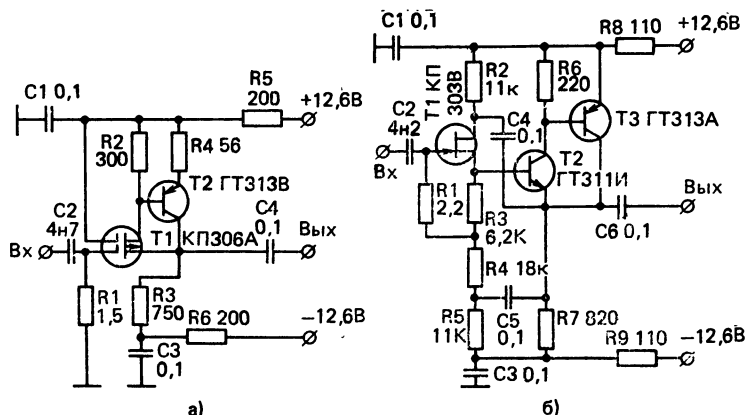 C1 0,1
R5
200
+12,6В
R2
300
R4 56
T2 ГТ313В
C2
4н7
Вх
T1 КП306А
C4
0,1
Вых
R1
1,5
R3
750
R6 200
−12,6В
C3
0,1
а)
C1 0,1
R8 110
+12,6В
T1 КП
303В
R2
11к
R6
220
C2
4н2
Вх
C4
0,1
T3 ГТ313А
T2
ГТ311И
R1
2,2
R3
6,2К
Вых
C6 0,1
R4 18к
R5
11К
C5
0,1
R7 820
R9 110
−12,6В
C3 0,1
б)